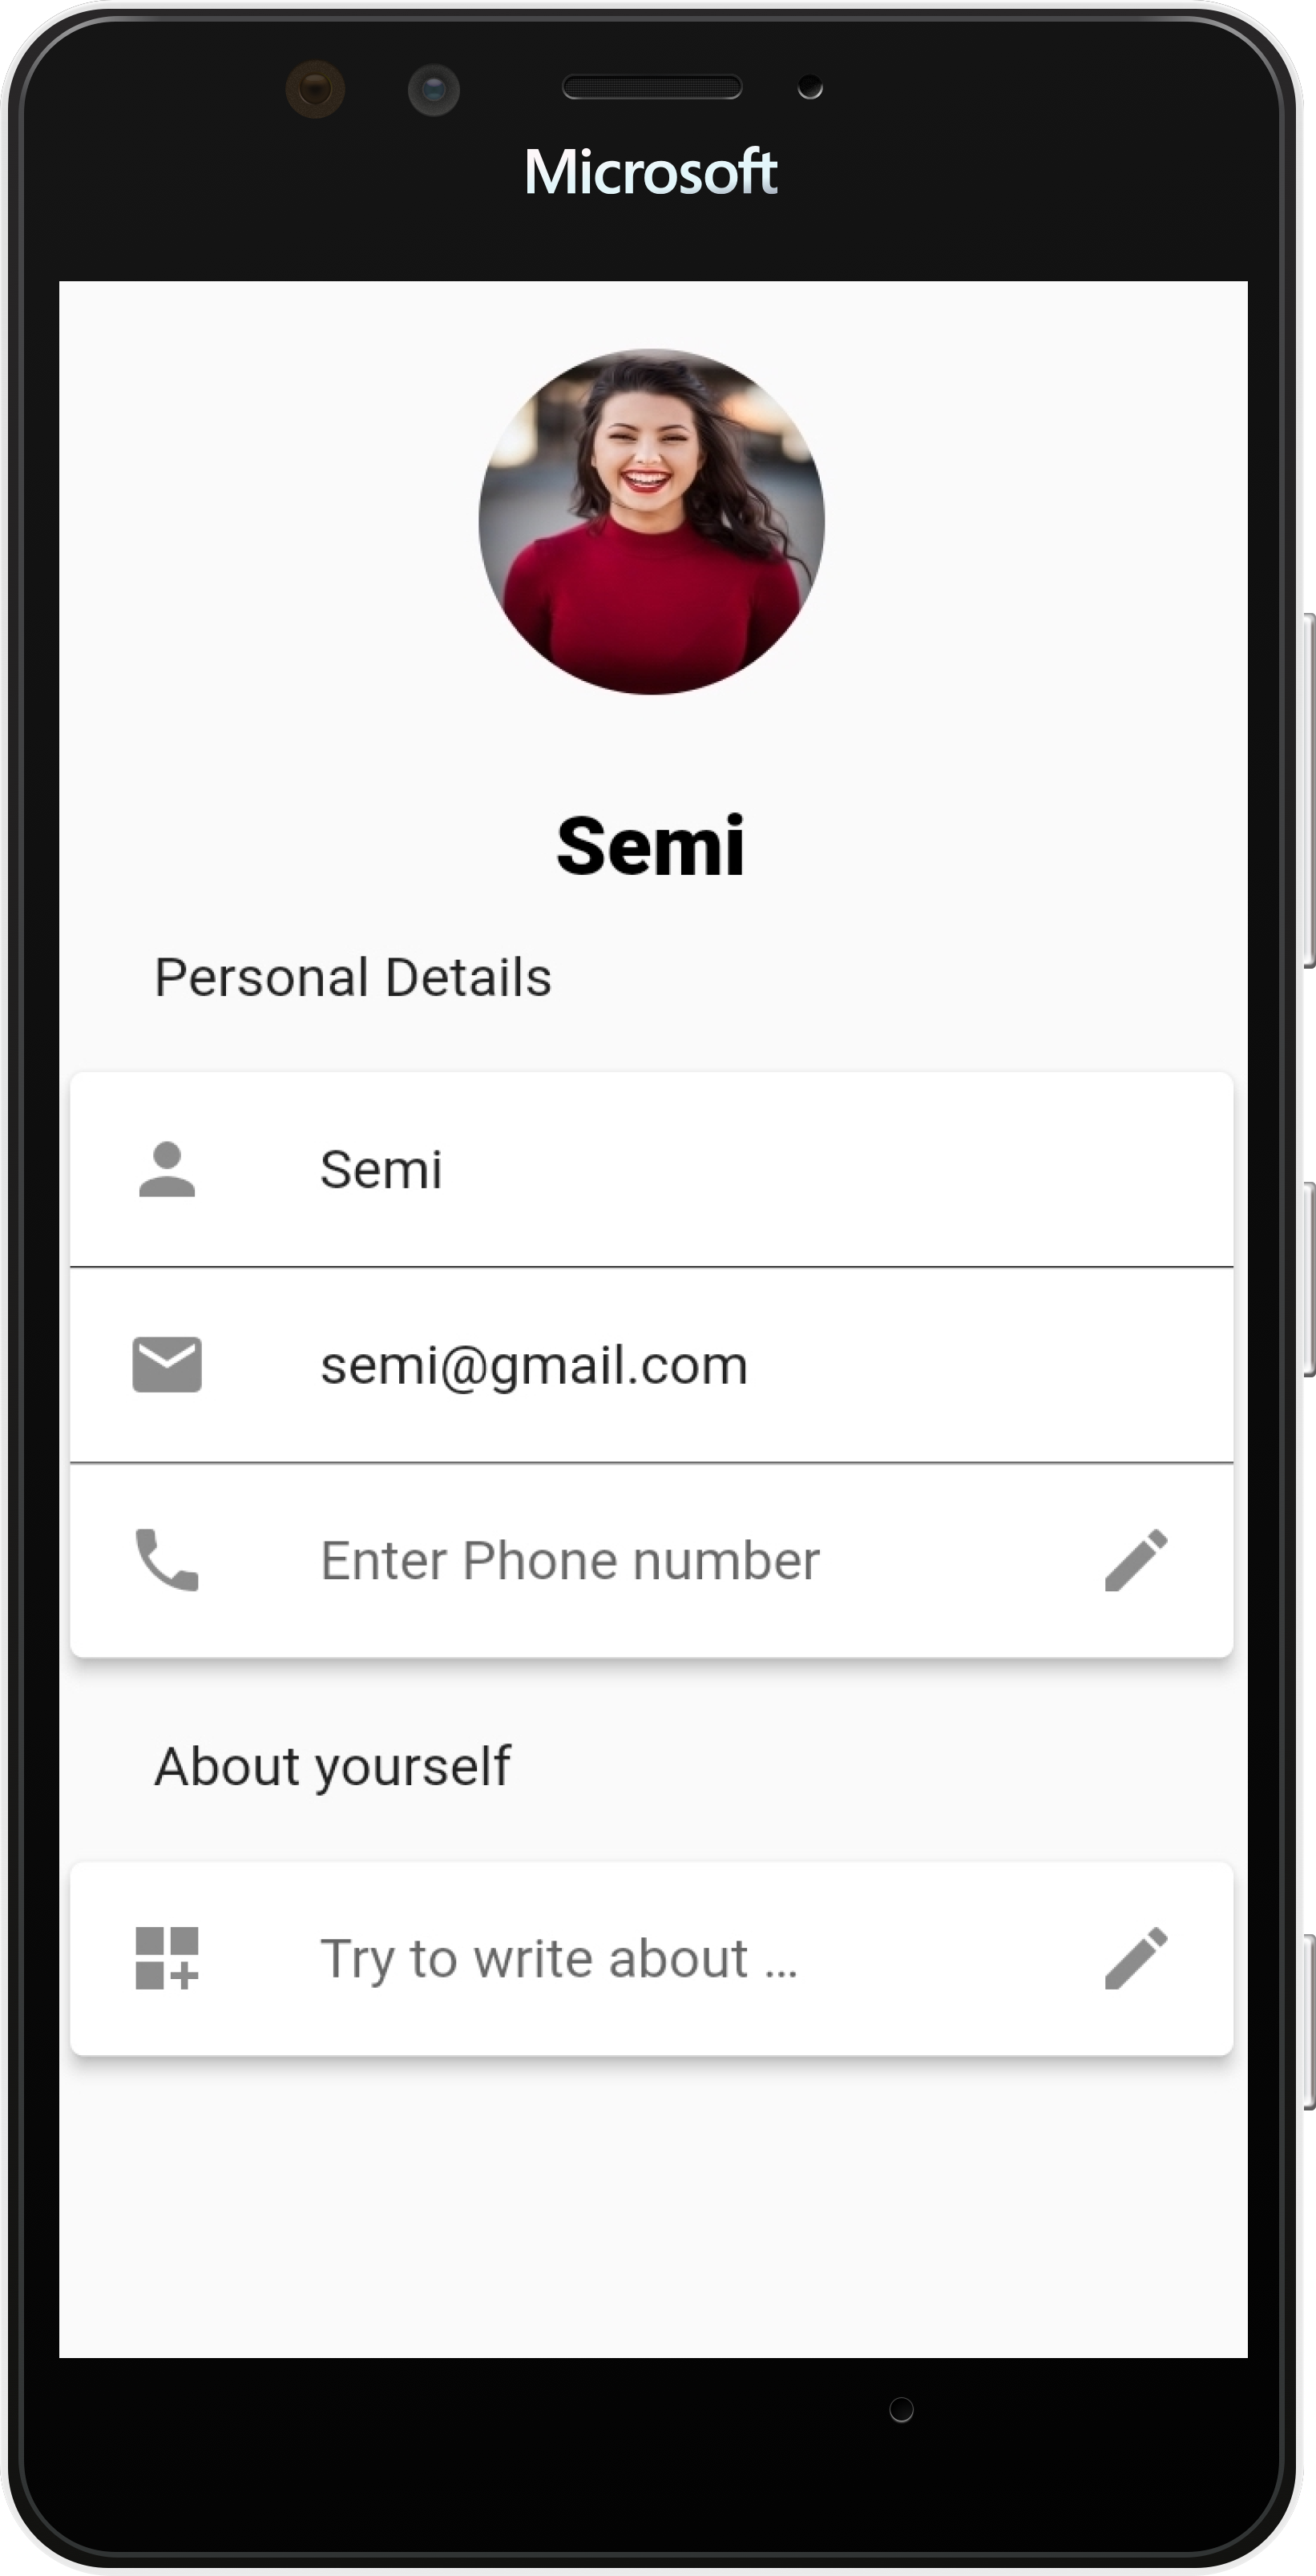 Microsoft
Semi
Personal Details
Semi
semi@gmail.com
Enter Phone number
About yourself
Try to write about ...